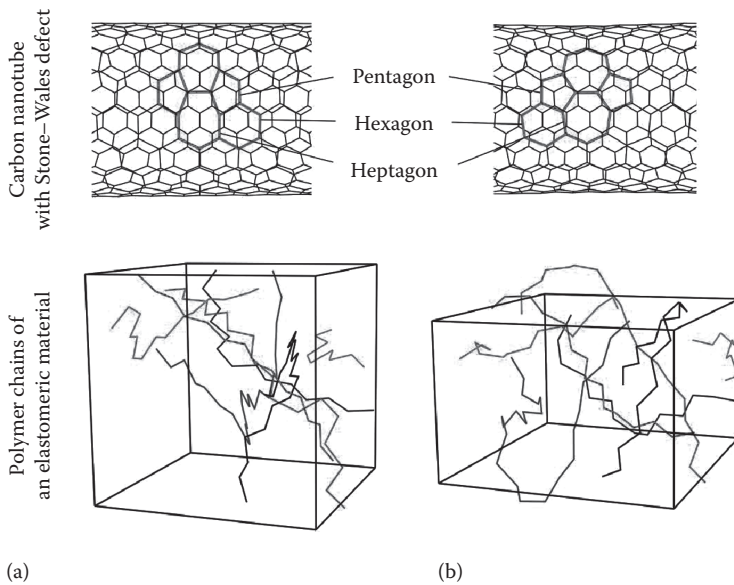 Carbon nanotube
with Stone–Wales defect
Pentagon
Hexagon
Heptagon
Polymer chains of
an elastomeric material
(a)
(b)